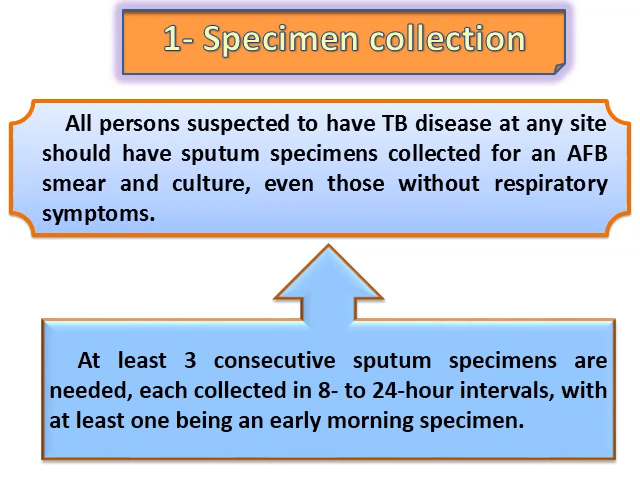 1- Specimen collection
All persons suspected to have TB disease at any site
should have sputum specimens collected for an AFB
smear and culture, even those without respiratory
symptoms.
At least 3 consecutive sputum specimens are
needed, each collected in 8- to 24-hour intervals, with
at least one being an early morning specimen.